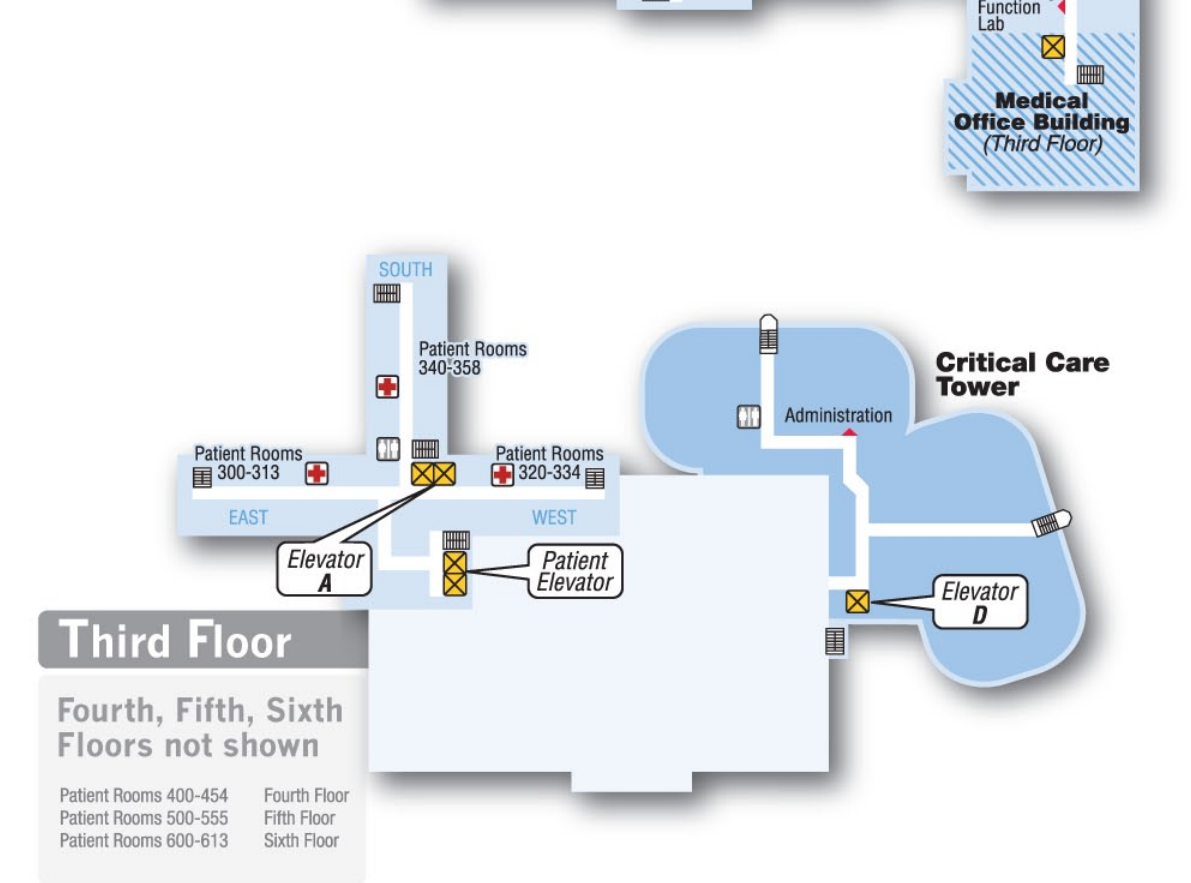 Function
Lab
Medical
Office Building
(Third Floor)
SOUTH
Patient Rooms
340-358
Critical Care
Tower
Administration
Patient Rooms
300-313
Patient Rooms
320-334
EAST
WEST
Elevator
A
Patient
Elevator
Elevator
D
Third Floor
Fourth, Fifth, Sixth
Floors not shown
Patient Rooms 400-454 Fourth Floor
Patient Rooms 500-555 Fifth Floor
Patient Rooms 600-613 Sixth Floor